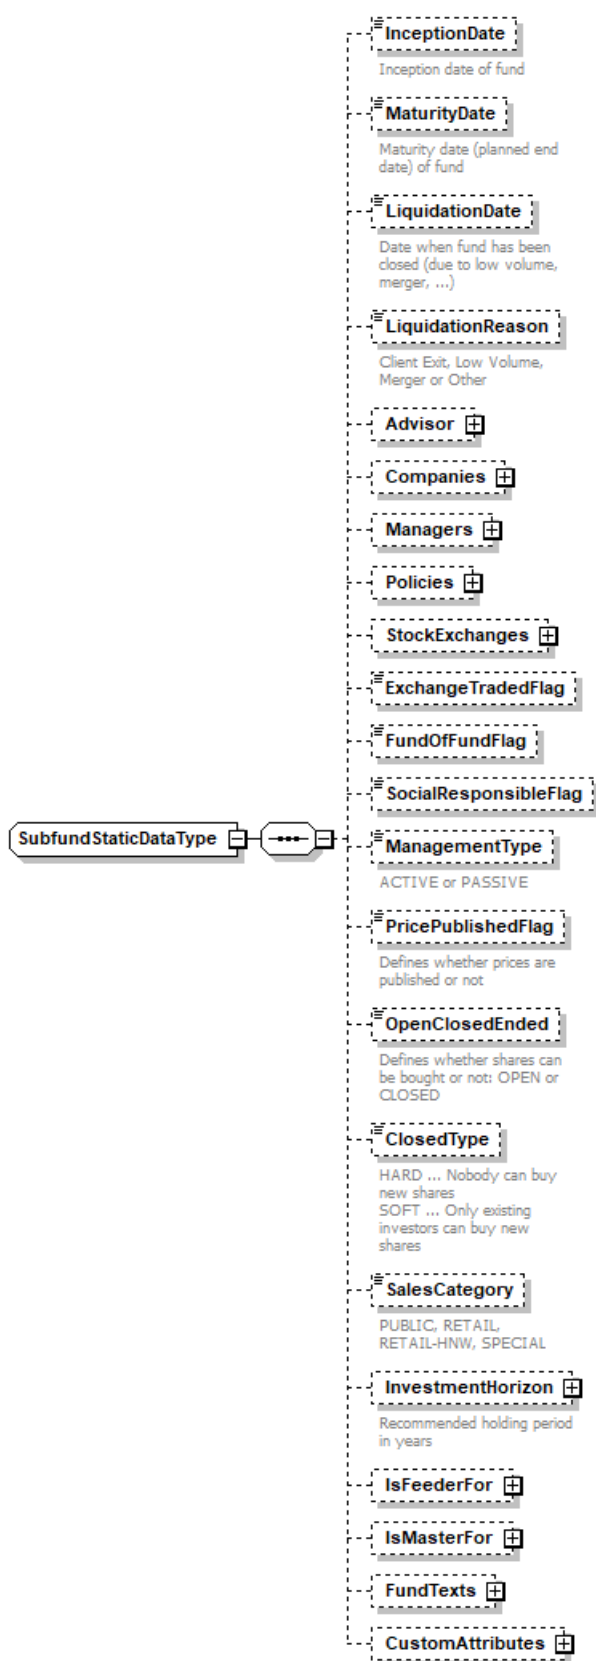 InceptionDate
Inception date of fund
MaturityDate
Maturity date (planned end
date) of fund
LiquidationDate
Date when fund has been
closed (due to low volume,
merger, ...)
LiquidationReason
Client Exit, Low Volume,
Merger or Other
Advisor
Companies
Managers
Policies
StockExchanges
ExchangeTradedFlag
FundOfFundFlag
SocialResponsibleFlag
SubfundStaticDataType
ManagementType
ACTIVE or PASSIVE
PricePublishedFlag
Defines whether prices are
published or not
OpenClosedEnded
Defines whether shares can
be bought or not: OPEN or
CLOSED
ClosedType
HARD ... Nobody can buy
new shares
SOFT ... Only existing
investors can buy new
shares
SalesCategory
PUBLIC, RETAIL,
RETAIL-HNW, SPECIAL
InvestmentHorizon
Recommended holding period
in years
IsFeederFor
IsMasterFor
FundTexts
CustomAttributes